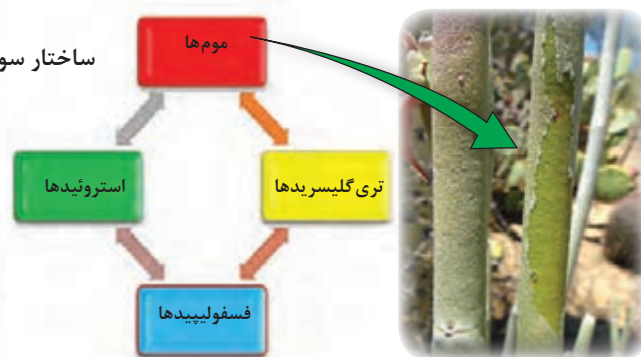 موم‌ها
ساختار
استروئیدها
تری‌گلیسریدها
فسفولیپیدها